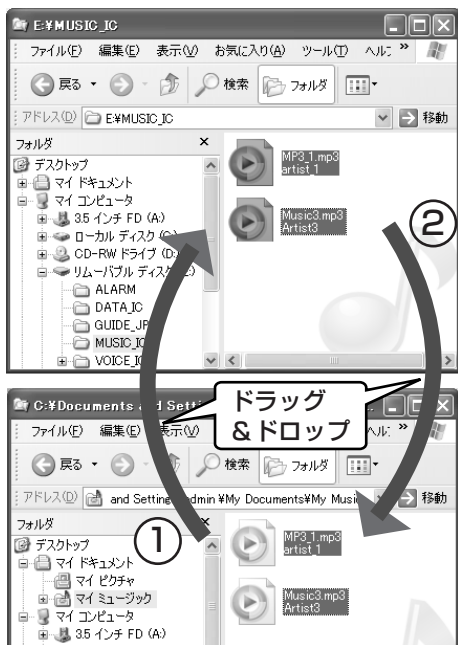 E:¥MUSIC_IC
ファイル(F) 編集(E) 表示(V) お気に入り(A) ツール(T) ヘル »
戻る 検索 フォルダ
アドレス(D) E:¥MUSIC_IC 移動
フォルダ ×
デスクトップ
マイ ドキュメント
マイ コンピュータ
3.5 インチ FD (A:)
ローカル ディスク
CD-RW ドライブ (D:
リムーバブル ディスク
ALARM
DATA_IC
GUIDE_JP
MUSIC_IC
VOICE_IC
MP3_1.mp3
artist_1
Music3.mp3
Artist3
②
ドラッグ
&ドロップ
C:¥Documents and Setti
ファイル(F) 編集(E) 表示(V) ヘル »
戻る 検索 フォルダ
アドレス(D) and Setting admin ¥My Documents¥My Music 移動
フォルダ ×
①
デスクトップ
マイ ドキュメント
マイ ピクチャ
マイ ミュージック
マイ コンピュータ
3.5 インチ FD (A:)
MP3_1.mp3
artist_1
Music3.mp3
Artist3